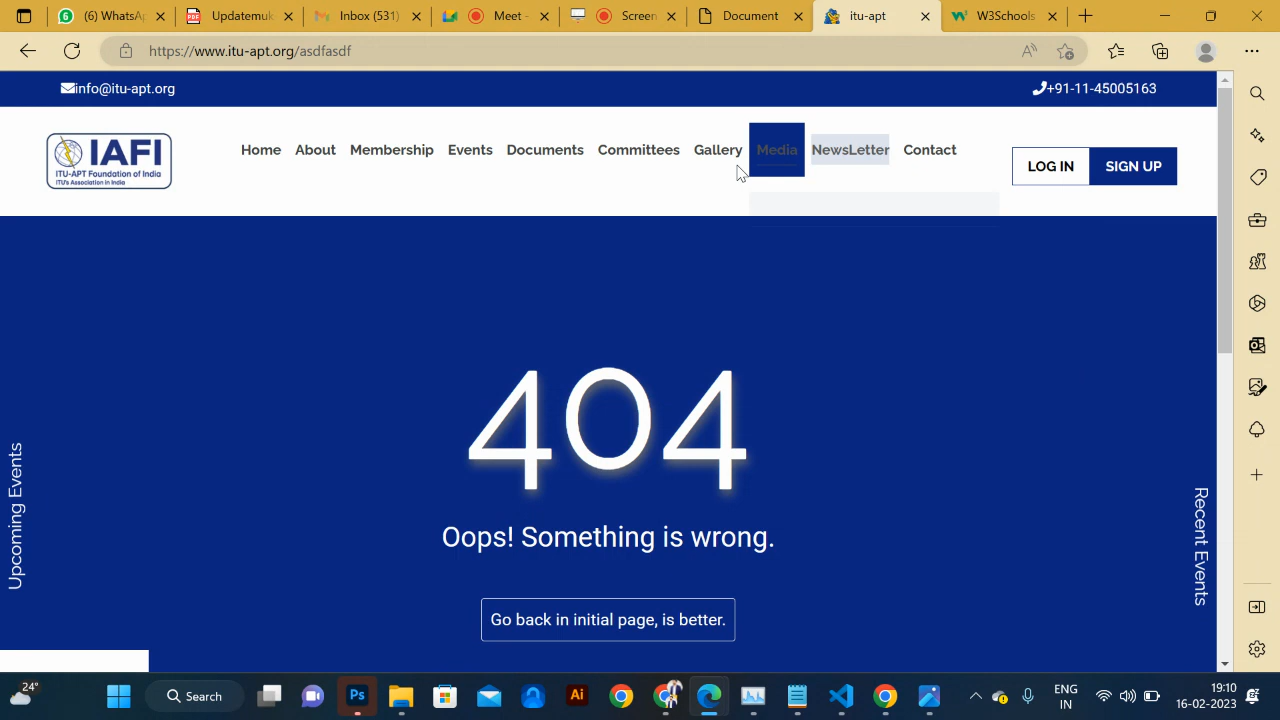 (6) WhatsA
Updatemuk
Inbox (531)
Meet -
Screen
Document
itu-apt
W3Schools
https://www.itu-apt.org/asdfasdf
info@itu-apt.org
+91-11-45005163
IAFI
ITU-APT Foundation of India
ITU's Association in India
Home
About
Membership
Events
Documents
Committees
Gallery
Media
NewsLetter
Contact
LOG IN
SIGN UP
404
Oops! Something is wrong.
Go back in initial page, is better.
Upcoming Events
Recent Events
24°
Search
Ps
Ai
ENG
IN
19:10
16-02-2023